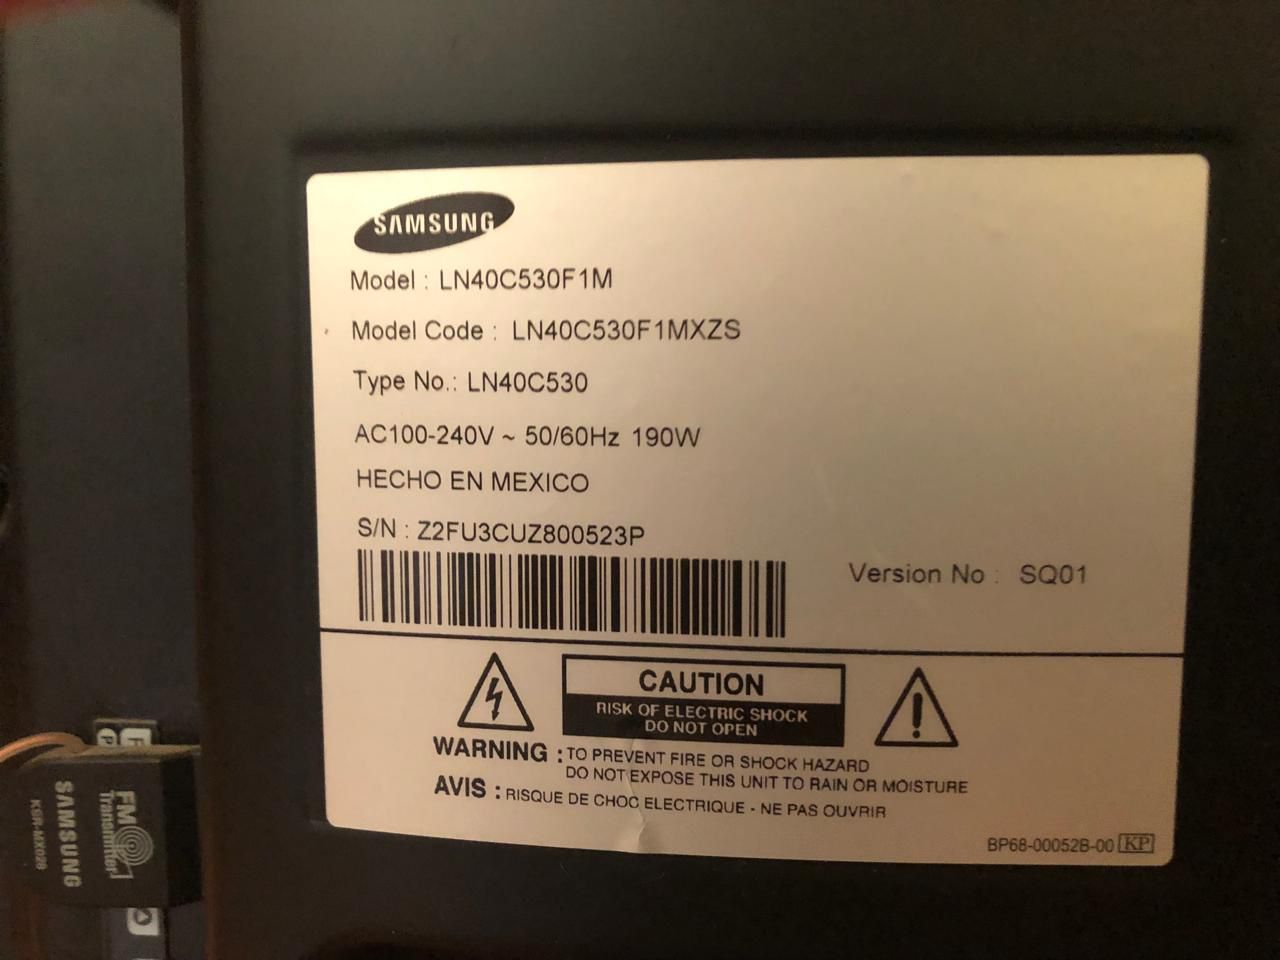 SAMSUNG
Model : LN40C530F1M
Model Code : LN40C530F1MXZS
Type No.: LN40C530
AC100-240V ~ 50/60Hz 190W
HECHO EN MEXICO
S/N : Z2FU3CUZ800523P
Version No : SQ01
CAUTION
RISK OF ELECTRIC SHOCK
DO NOT OPEN
WARNING : TO PREVENT FIRE OR SHOCK HAZARD
DO NOT EXPOSE THIS UNIT TO RAIN OR MOISTURE
AVIS : RISQUE DE CHOC ELECTRIQUE - NE PAS OUVRIR
BP68-00052B-00 KP
FM
Transmitter
SAMSUNG
KSR-MX028